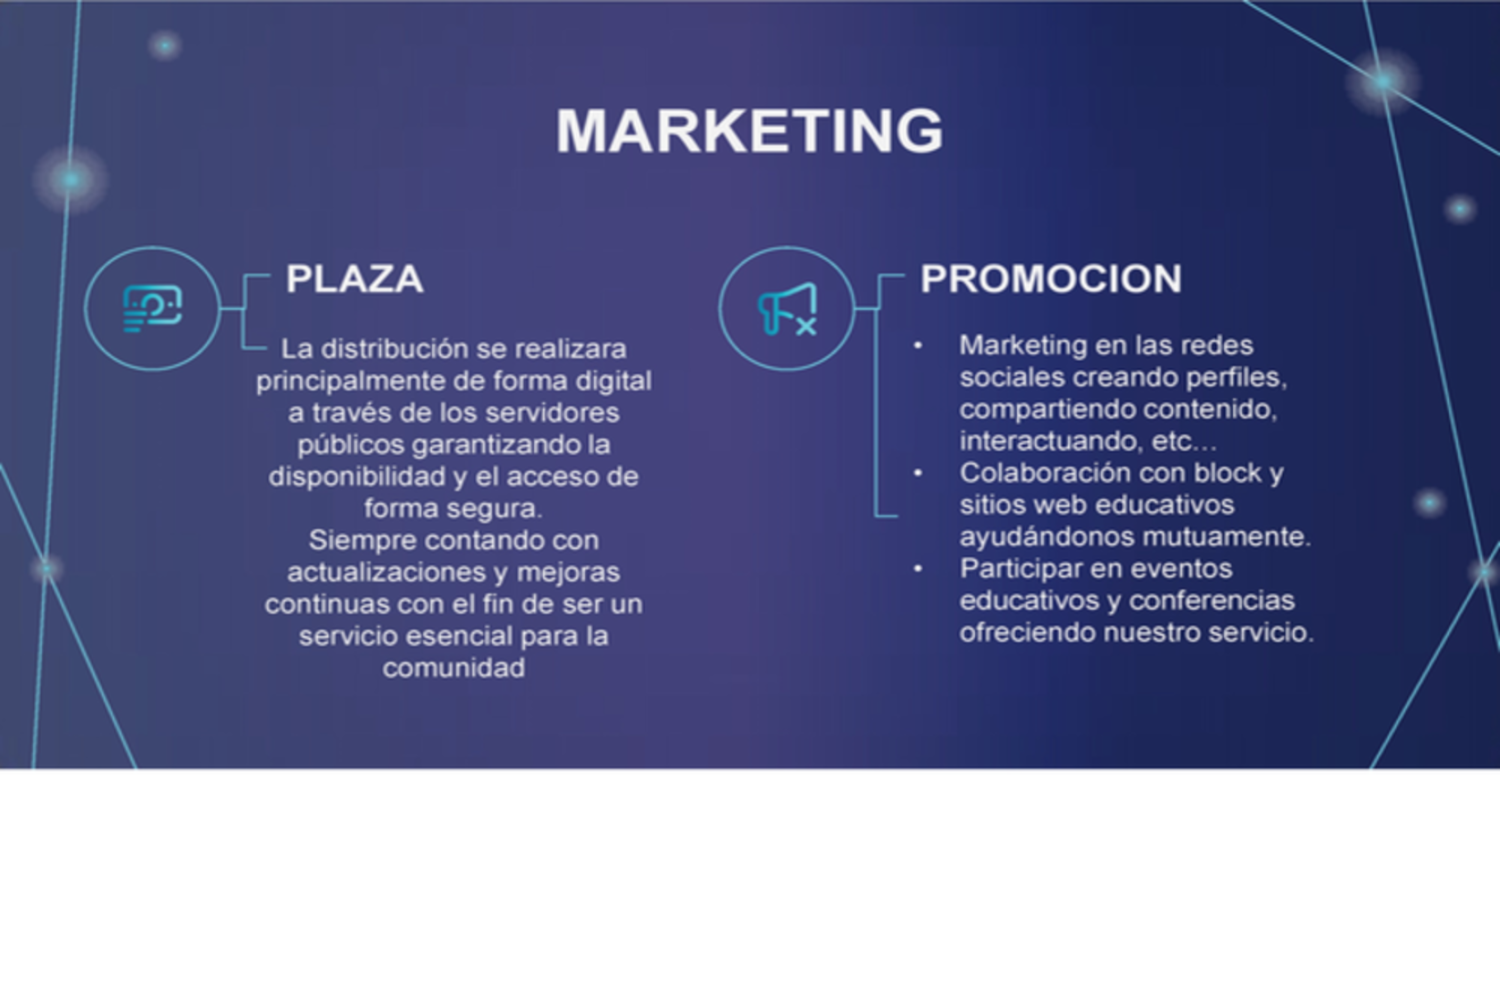 MARKETING
PLAZA
La distribución se realizara
principalmente de forma digital
a través de los servidores
públicos garantizando la
disponibilidad y el acceso de
forma segura.
Siempre contando con
actualizaciones y mejoras
continuas con el fin de ser un
servicio esencial para la
comunidad
PROMOCION
• Marketing en las redes
sociales creando perfiles,
compartiendo contenido,
interactuando, etc...
• Colaboración con block y
sitios web educativos
ayudándonos mutuamente.
• Participar en eventos
educativos y conferencias
ofreciendo nuestro servicio.